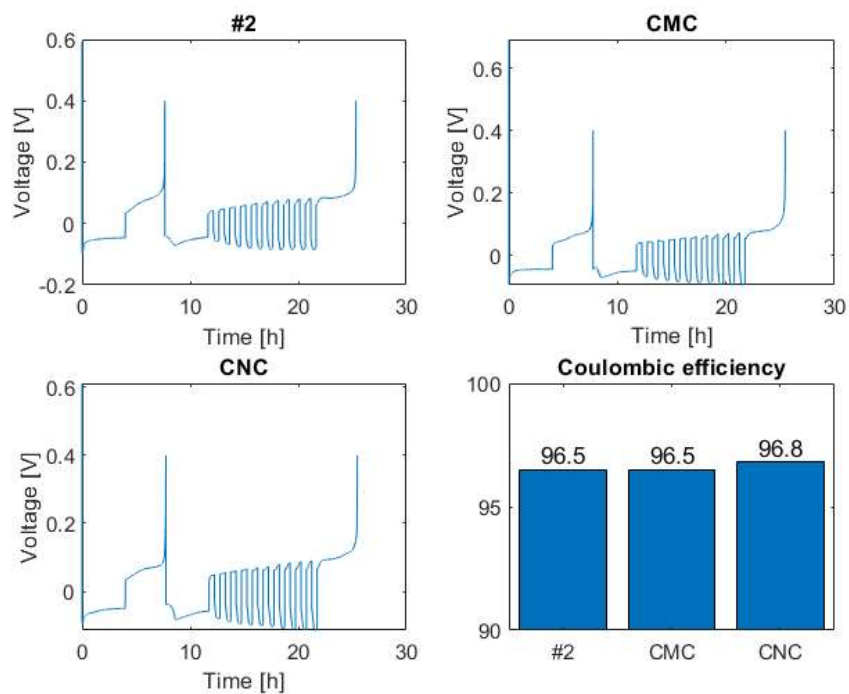 #2
0.6
0.4
0.2
0
-0.2
Voltage [V]
0 10 20 30
Time [h]
CMC
0.6
0.4
0.2
0
Voltage [V]
0 10 20 30
Time [h]
CNC
0.6
0.4
0.2
0
Voltage [V]
0 10 20 30
Time [h]
Coulombic efficiency
100
95
90
96.5 96.5 96.8
#2 CMC CNC